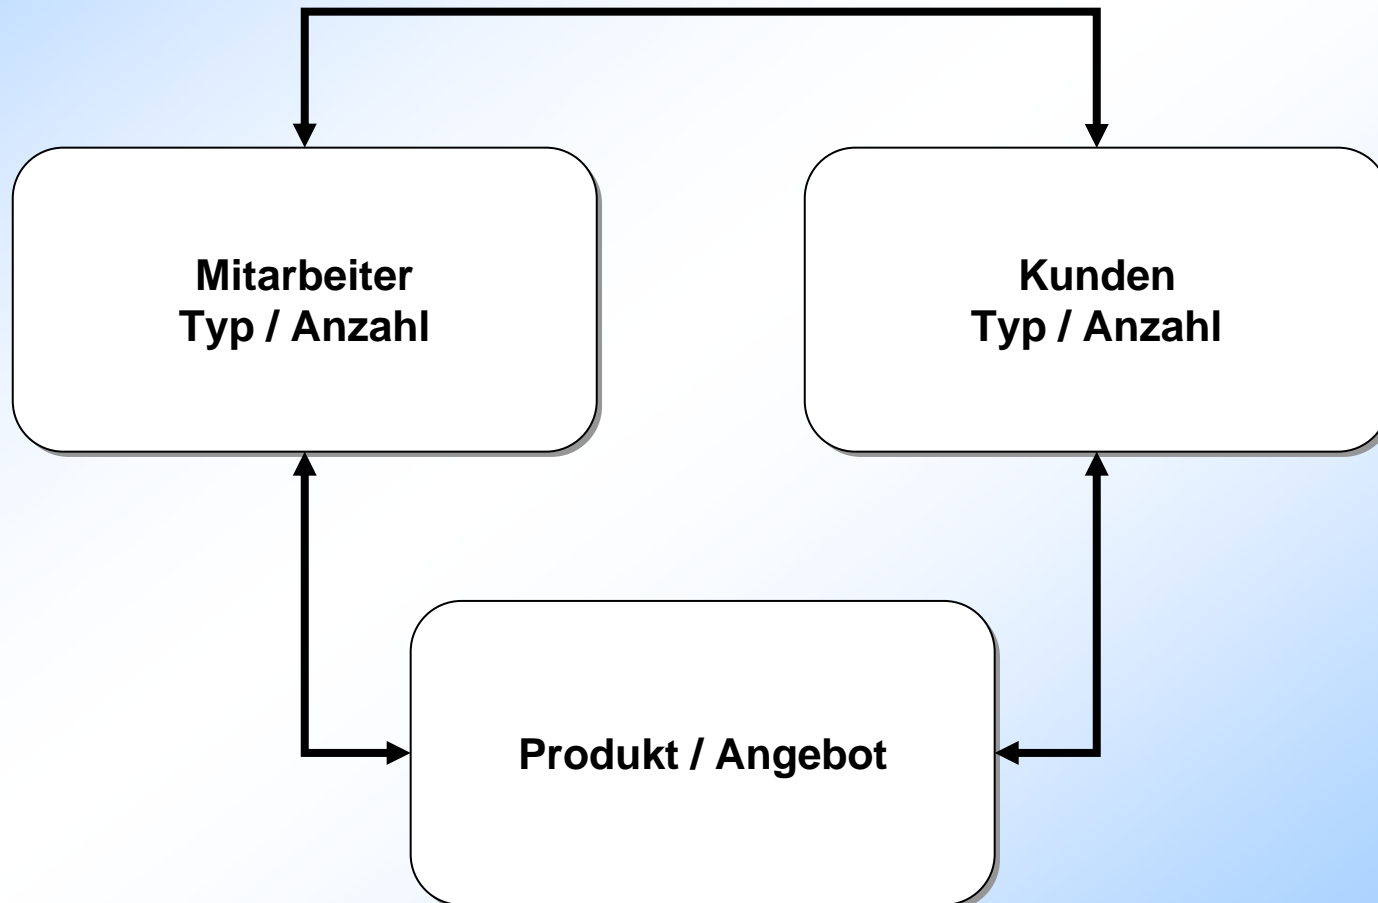 Mitarbeiter
Typ / Anzahl
Kunden
Typ / Anzahl
Produkt / Angebot